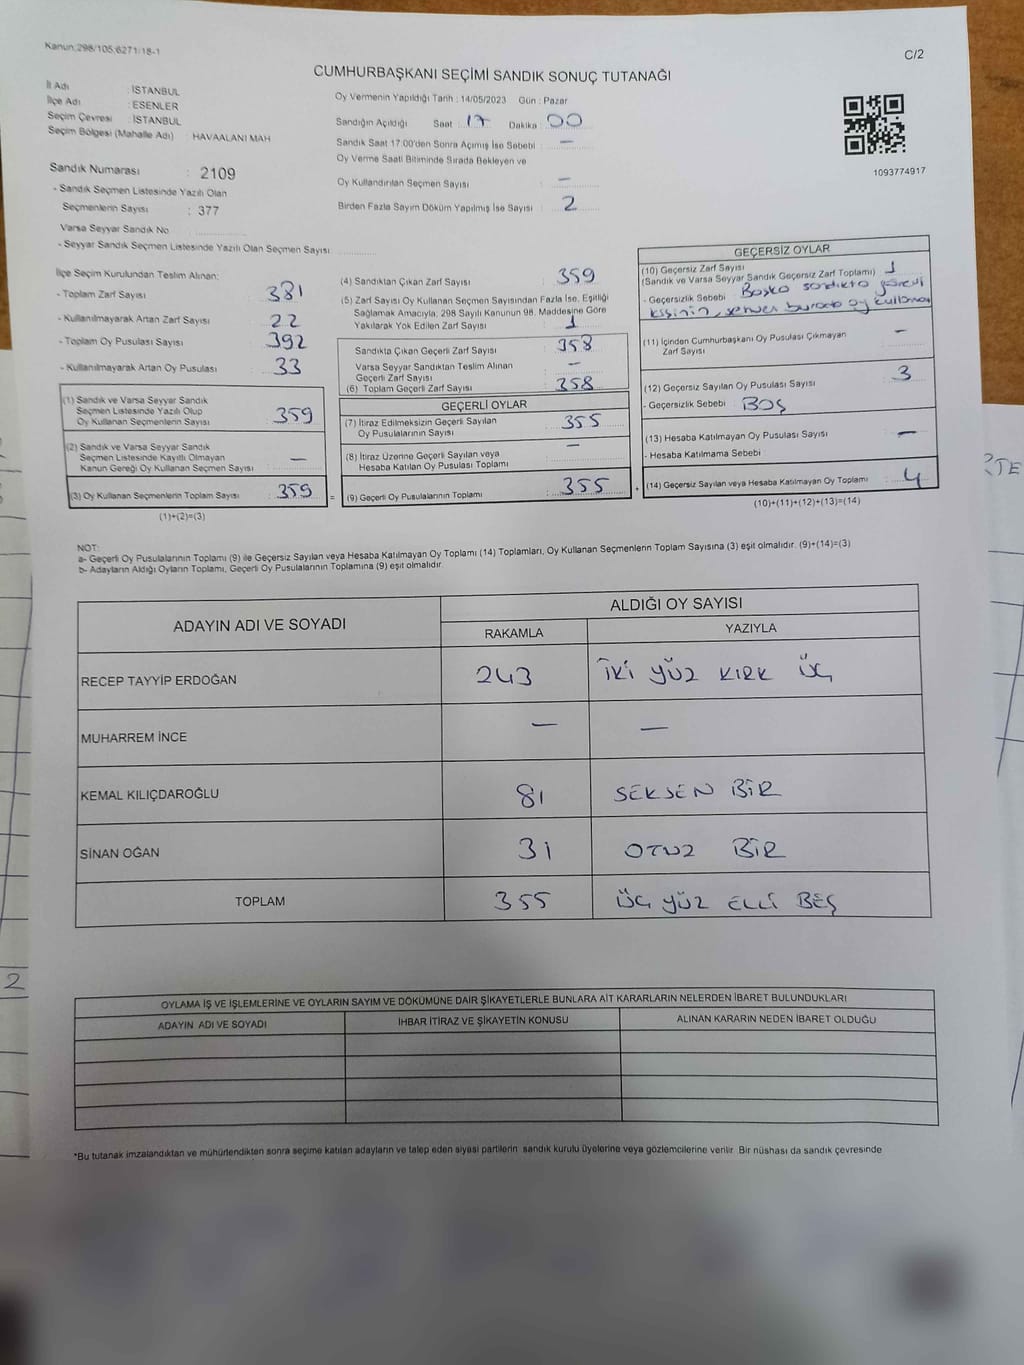 Kanun:298/105;6271/18-1
C/2
CUMHURBAŞKANI SEÇİMİ SANDIK SONUÇ TUTANAĞI
İl Adı : İSTANBUL
İlçe Adı : ESENLER
Seçim Çevresi : İSTANBUL
Seçim Bölgesi (Mahalle Adı) : HAVAALANI MAH
Oy Vermenin Yapıldığı Tarih : 14/05/2023 Gün : Pazar
Sandığın Açıldığı Saat : 17 Dakika : 00
Sandık Saat 17:00'den Sonra Açımış İse Sebebi : —
Oy Verme Saati Bitiminde Sırada Bekleyen ve
Oy Kullandırılan Seçmen Sayısı : —
Birden Fazla Sayım Döküm Yapılmış İse Sayısı : 2
1093774917
Sandık Numarası : 2109
- Sandık Seçmen Listesinde Yazılı Olan
Seçmenlerin Sayısı : 377
Varsa Seyyar Sandık No
- Seyyar Sandık Seçmen Listesinde Yazılı Olan Seçmen Sayısı
İlçe Seçim Kurulundan Teslim Alınan:
- Toplam Zarf Sayısı : 381
- Kullanılmayarak Artan Zarf Sayısı : 22
- Toplam Oy Pusulası Sayısı : 392
- Kullanılmayarak Artan Oy Pusulası : 33
(1) Sandık ve Varsa Seyyar Sandık
Seçmen Listesinde Yazılı Olup
Oy Kullanan Seçmenlerin Sayısı : 359
(2) Sandık ve Varsa Seyyar Sandık
Seçmen Listesinde Kayıtlı Olmayan
Kanun Gereği Oy Kullanan Seçmen Sayısı : —
(3) Oy Kullanan Seçmenlerin Toplam Sayısı : 359
(1)+(2)=(3)
(4) Sandıktan Çıkan Zarf Sayısı : 359
(5) Zarf Sayısı Oy Kullanan Seçmen Sayısından Fazla İse, Eşitliği
Sağlamak Amacıyla, 298 Sayılı Kanunun 98. Maddesine Göre
Yakılarak Yok Edilen Zarf Sayısı : 1
Sandıkta Çıkan Geçerli Zarf Sayısı : 358
Varsa Seyyar Sandıktan Teslim Alınan
Geçerli Zarf Sayısı : —
(6) Toplam Geçerli Zarf Sayısı : 358
GEÇERLİ OYLAR
(7) İtiraz Edilmeksizin Geçerli Sayılan
Oy Pusulalarının Sayısı : 355
(8) İtiraz Üzerine Geçerli Sayılan veya
Hesaba Katılan Oy Pusulası Toplamı : —
= (9) Geçerli Oy Pusulalarının Toplamı : 355 +
GEÇERSİZ OYLAR
(10) Geçersiz Zarf Sayısı
(Sandık ve Varsa Seyyar Sandık Geçersiz Zarf Toplamı) : 1
- Geçersizlik Sebebi : Başka sandıkta görevli
kişinin, burada oy kullanması
(11) İçinden Cumhurbaşkanı Oy Pusulası Çıkmayan
Zarf Sayısı : —
(12) Geçersiz Sayılan Oy Pusulası Sayısı : 3
- Geçersizlik Sebebi : BOŞ
(13) Hesaba Katılmayan Oy Pusulası Sayısı : —
- Hesaba Katılmama Sebebi :
(14) Geçersiz Sayılan veya Hesaba Katılmayan Oy Toplamı : 4
(10)+(11)+(12)+(13)=(14)
NOT:
a- Geçerli Oy Pusulalarının Toplamı (9) ile Geçersiz Sayılan veya Hesaba Katılmayan Oy Toplamı (14) Toplamları, Oy Kullanan Seçmenlerin Toplam Sayısına (3) eşit olmalıdır. (9)+(14)=(3)
b- Adayların Aldığı Oyların Toplamı, Geçerli Oy Pusulalarının Toplamına (9) eşit olmalıdır.
ADAYIN ADI VE SOYADI ALDIĞI OY SAYISI
RAKAMLA YAZIYLA
RECEP TAYYİP ERDOĞAN 243 İKİ YÜZ KIRK ÜÇ
MUHARREM İNCE — —
KEMAL KILIÇDAROĞLU 81 SEKSEN BİR
SİNAN OĞAN 31 OTUZ BİR
TOPLAM 355 ÜÇ YÜZ ELLİ BEŞ
OYLAMA İŞ VE İŞLEMLERİNE VE OYLARIN SAYIM VE DÖKÜMÜNE DAİR ŞİKAYETLERLE BUNLARA AİT KARARLARIN NELERDEN İBARET BULUNDUKLARI
ADAYIN ADI VE SOYADI İHBAR İTİRAZ VE ŞİKAYETİN KONUSU ALINAN KARARIN NEDEN İBARET OLDUĞU
*Bu tutanak imzalandıktan ve mühürlendikten sonra seçime katılan adayların ve talep eden siyasi partilerin sandık kurulu üyelerine veya gözlemcilerine verilir. Bir nüshası da sandık çevresinde
2